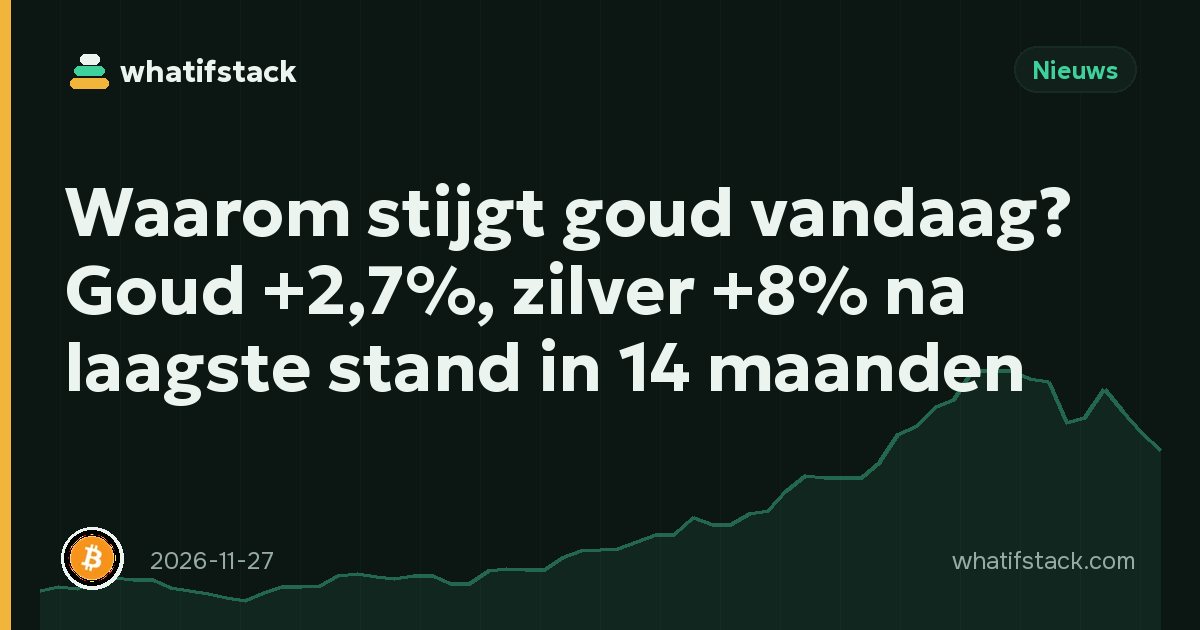 whatifstack
Nieuws
Waarom stijgt goud vandaag?
Goud +2,7%, zilver +8% na
laagste stand in 14 maanden
2026-11-27
whatifstack.com